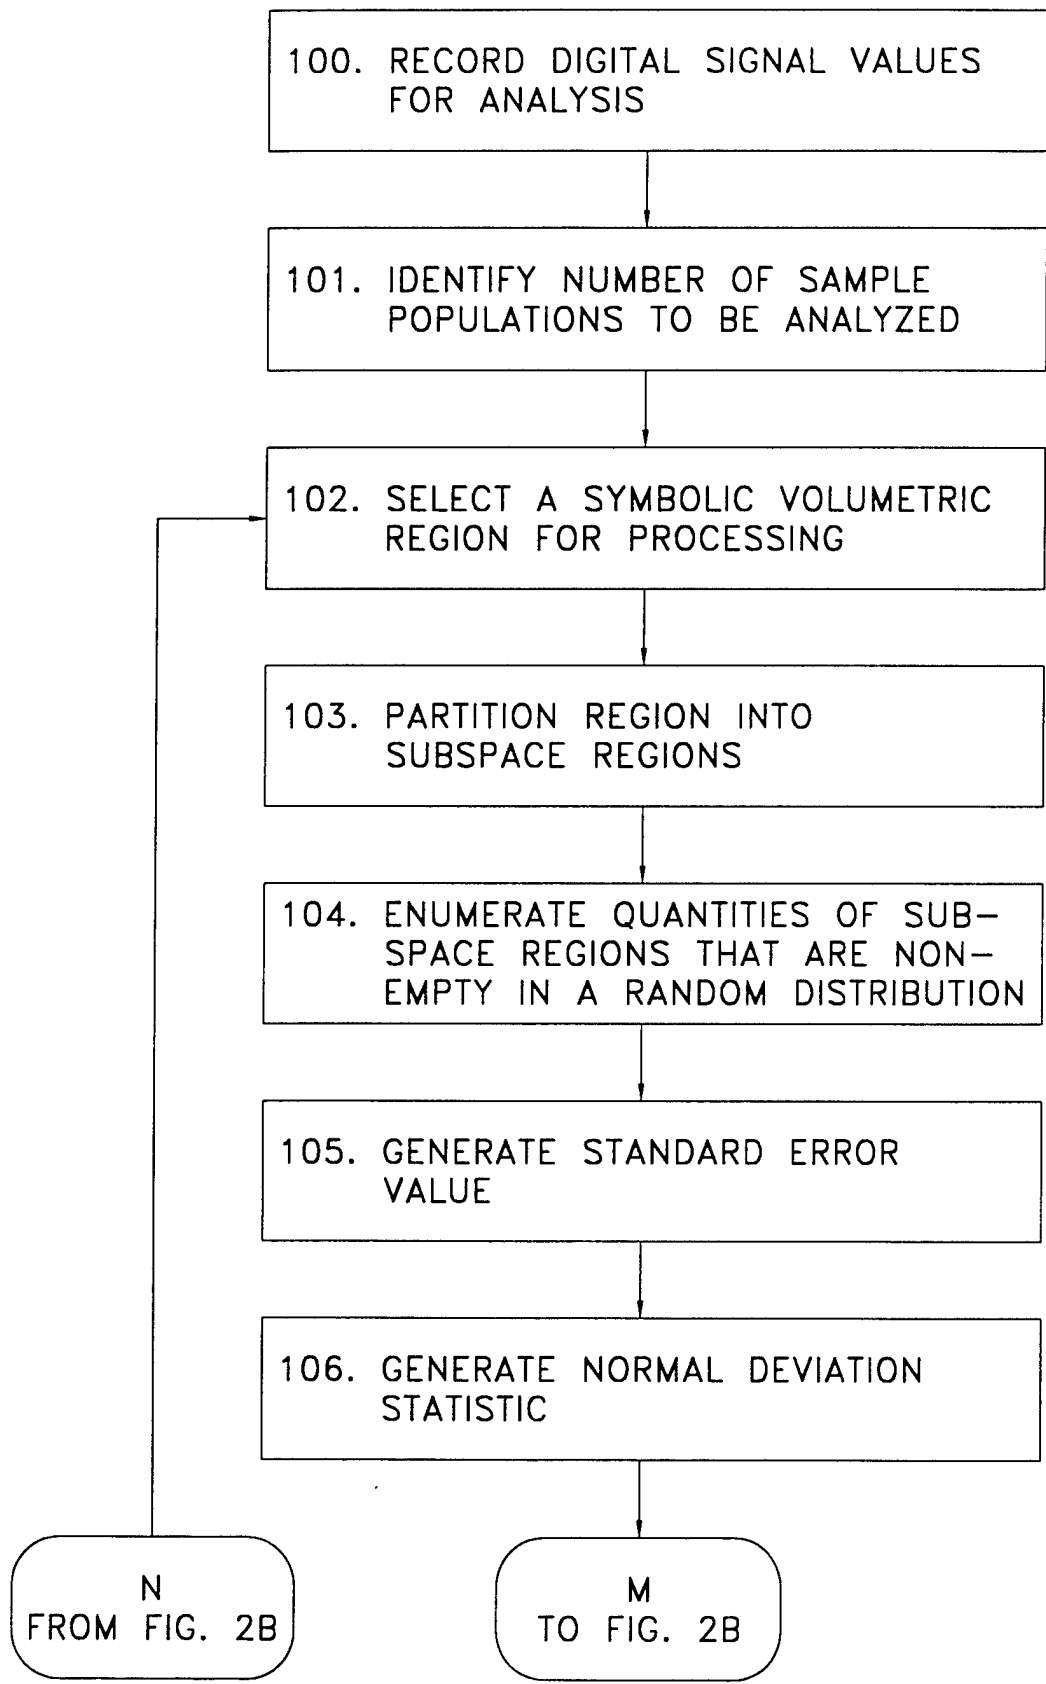 100. RECORD DIGITAL SIGNAL VALUES
FOR ANALYSIS
101. IDENTIFY NUMBER OF SAMPLE
POPULATIONS TO BE ANALYZED
102. SELECT A SYMBOLIC VOLUMETRIC
REGION FOR PROCESSING
103. PARTITION REGION INTO
SUBSPACE REGIONS
104. ENUMERATE QUANTITIES OF SUB-
SPACE REGIONS THAT ARE NON-
EMPTY IN A RANDOM DISTRIBUTION
105. GENERATE STANDARD ERROR
VALUE
106. GENERATE NORMAL DEVIATION
STATISTIC
N
FROM FIG. 2B
M
TO FIG. 2B